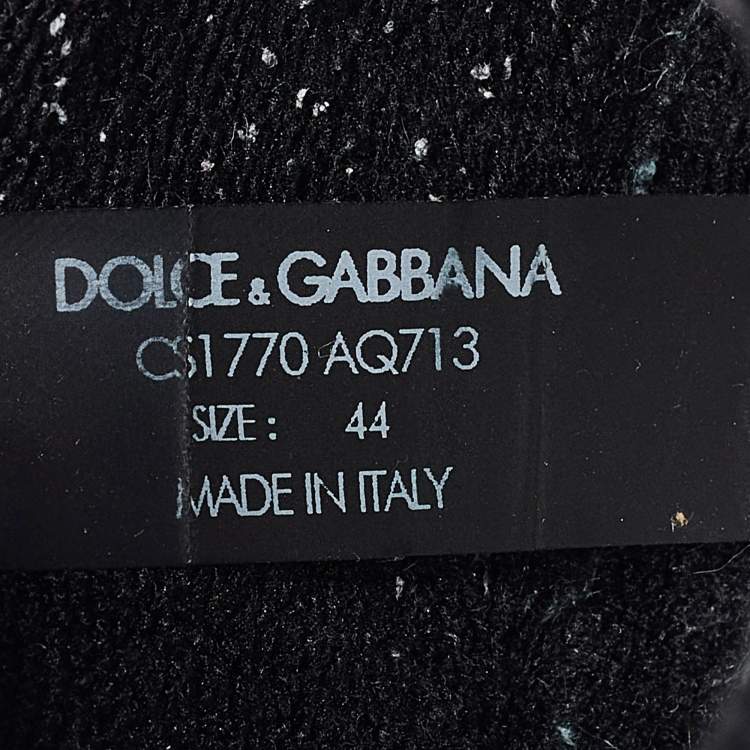 DOLCE & GABBANA
CS1770 AQ713
SIZE : 44
MADE IN ITALY